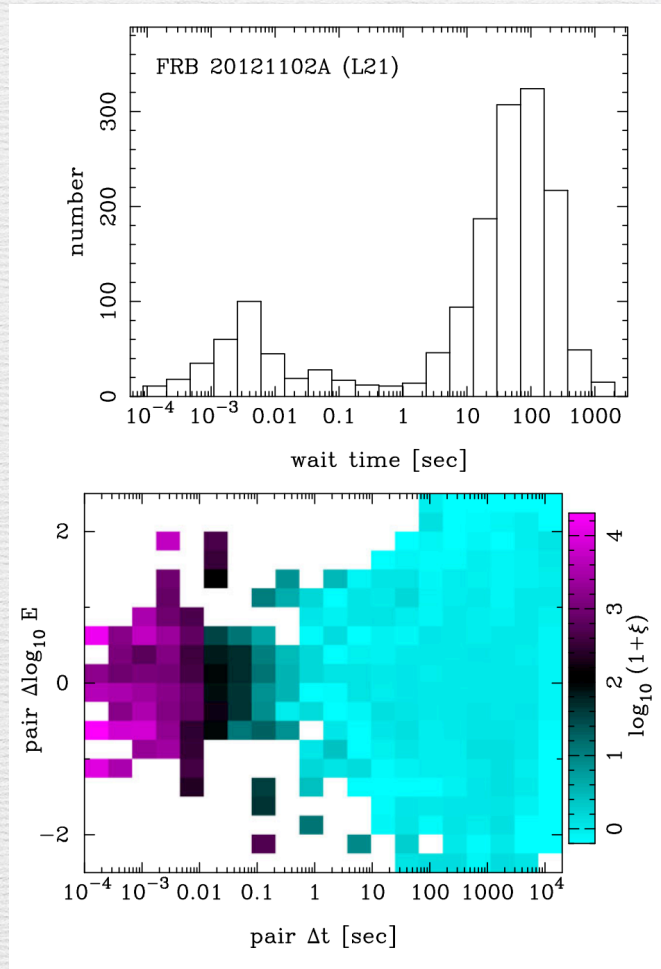 FRB 20121102A (L21)
number
0 100 200 300
10⁻⁴ 10⁻³ 0.01 0.1 1 10 100 1000
wait time [sec]
pair Δlog₁₀ E
2
0
−2
10⁻⁴ 10⁻³ 0.01 0.1 1 10 100 1000 10⁴
pair Δt [sec]
0 1 2 3 4
log₁₀ (1+ξ)